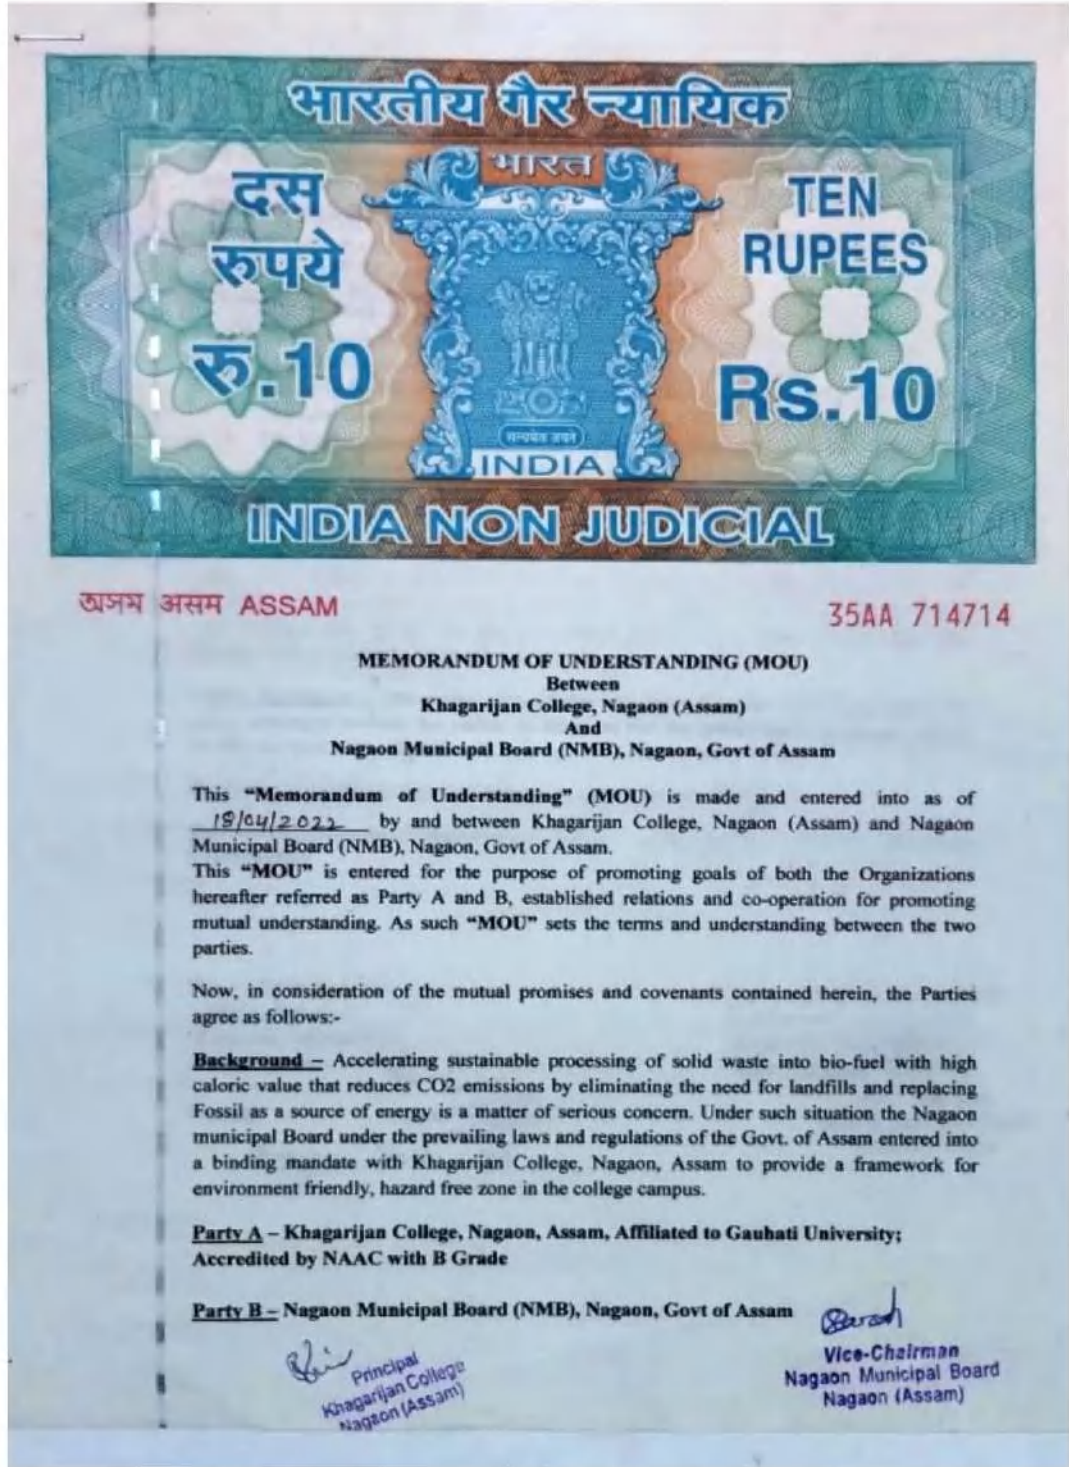 भारतीय गैर न्यायिक
भारत
दस
रुपये
रु.10
TEN
RUPEES
Rs.10
सत्यमेव जयते
INDIA
INDIA NON JUDICIAL
অসম असम ASSAM
35AA 714714
MEMORANDUM OF UNDERSTANDING (MOU)
Between
Khagarijan College, Nagaon (Assam)
And
Nagaon Municipal Board (NMB), Nagaon, Govt of Assam
This “Memorandum of Understanding” (MOU) is made and entered into as of
18/04/2022 by and between Khagarijan College, Nagaon (Assam) and Nagaon
Municipal Board (NMB), Nagaon, Govt of Assam.
This “MOU” is entered for the purpose of promoting goals of both the Organizations
hereafter referred as Party A and B, established relations and co-operation for promoting
mutual understanding. As such “MOU” sets the terms and understanding between the two
parties.
Now, in consideration of the mutual promises and covenants contained herein, the Parties
agree as follows:-
Background – Accelerating sustainable processing of solid waste into bio-fuel with high
caloric value that reduces CO2 emissions by eliminating the need for landfills and replacing
Fossil as a source of energy is a matter of serious concern. Under such situation the Nagaon
municipal Board under the prevailing laws and regulations of the Govt. of Assam entered into
a binding mandate with Khagarijan College, Nagaon, Assam to provide a framework for
environment friendly, hazard free zone in the college campus.
Party A – Khagarijan College, Nagaon, Assam, Affiliated to Gauhati University;
Accredited by NAAC with B Grade
Party B – Nagaon Municipal Board (NMB), Nagaon, Govt of Assam
Principal
Khagarijan College
Nagaon (Assam)
Vice-Chairman
Nagaon Municipal Board
Nagaon (Assam)